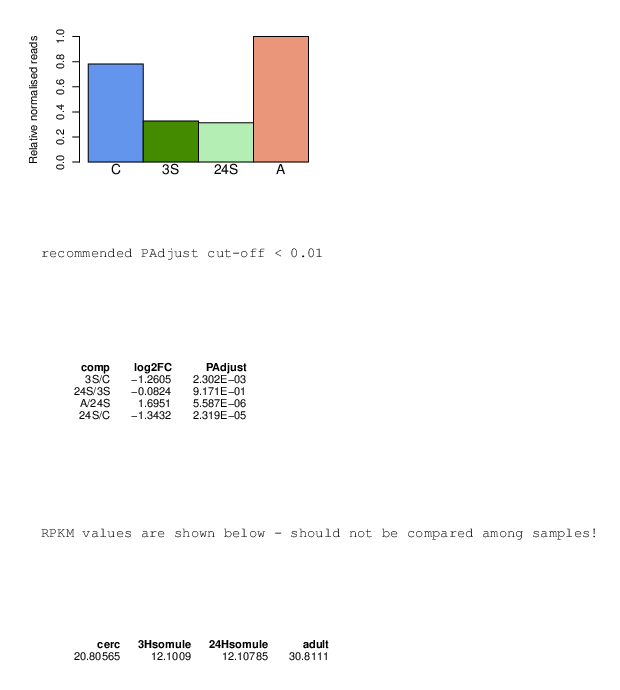 Relative normalised reads
1.0
0.8
0.6
0.4
0.2
0.0
C 3S 24S A
recommended PAdjust cut-off < 0.01
comp log2FC PAdjust
3S/C −1.2605 2.302E−03
24S/3S −0.0824 9.171E−01
A/24S 1.6951 5.587E−06
24S/C −1.3432 2.319E−05
RPKM values are shown below - should not be compared among samples!
cerc 3Hsomule 24Hsomule adult
20.80565 12.1009 12.10785 30.8111